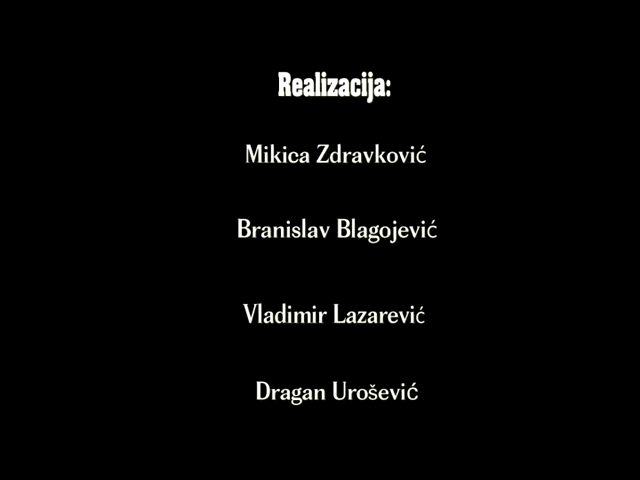 Realizacija:
Mikica Zdravković
Branislav Blagojević
Vladimir Lazarević
Dragan Urošević